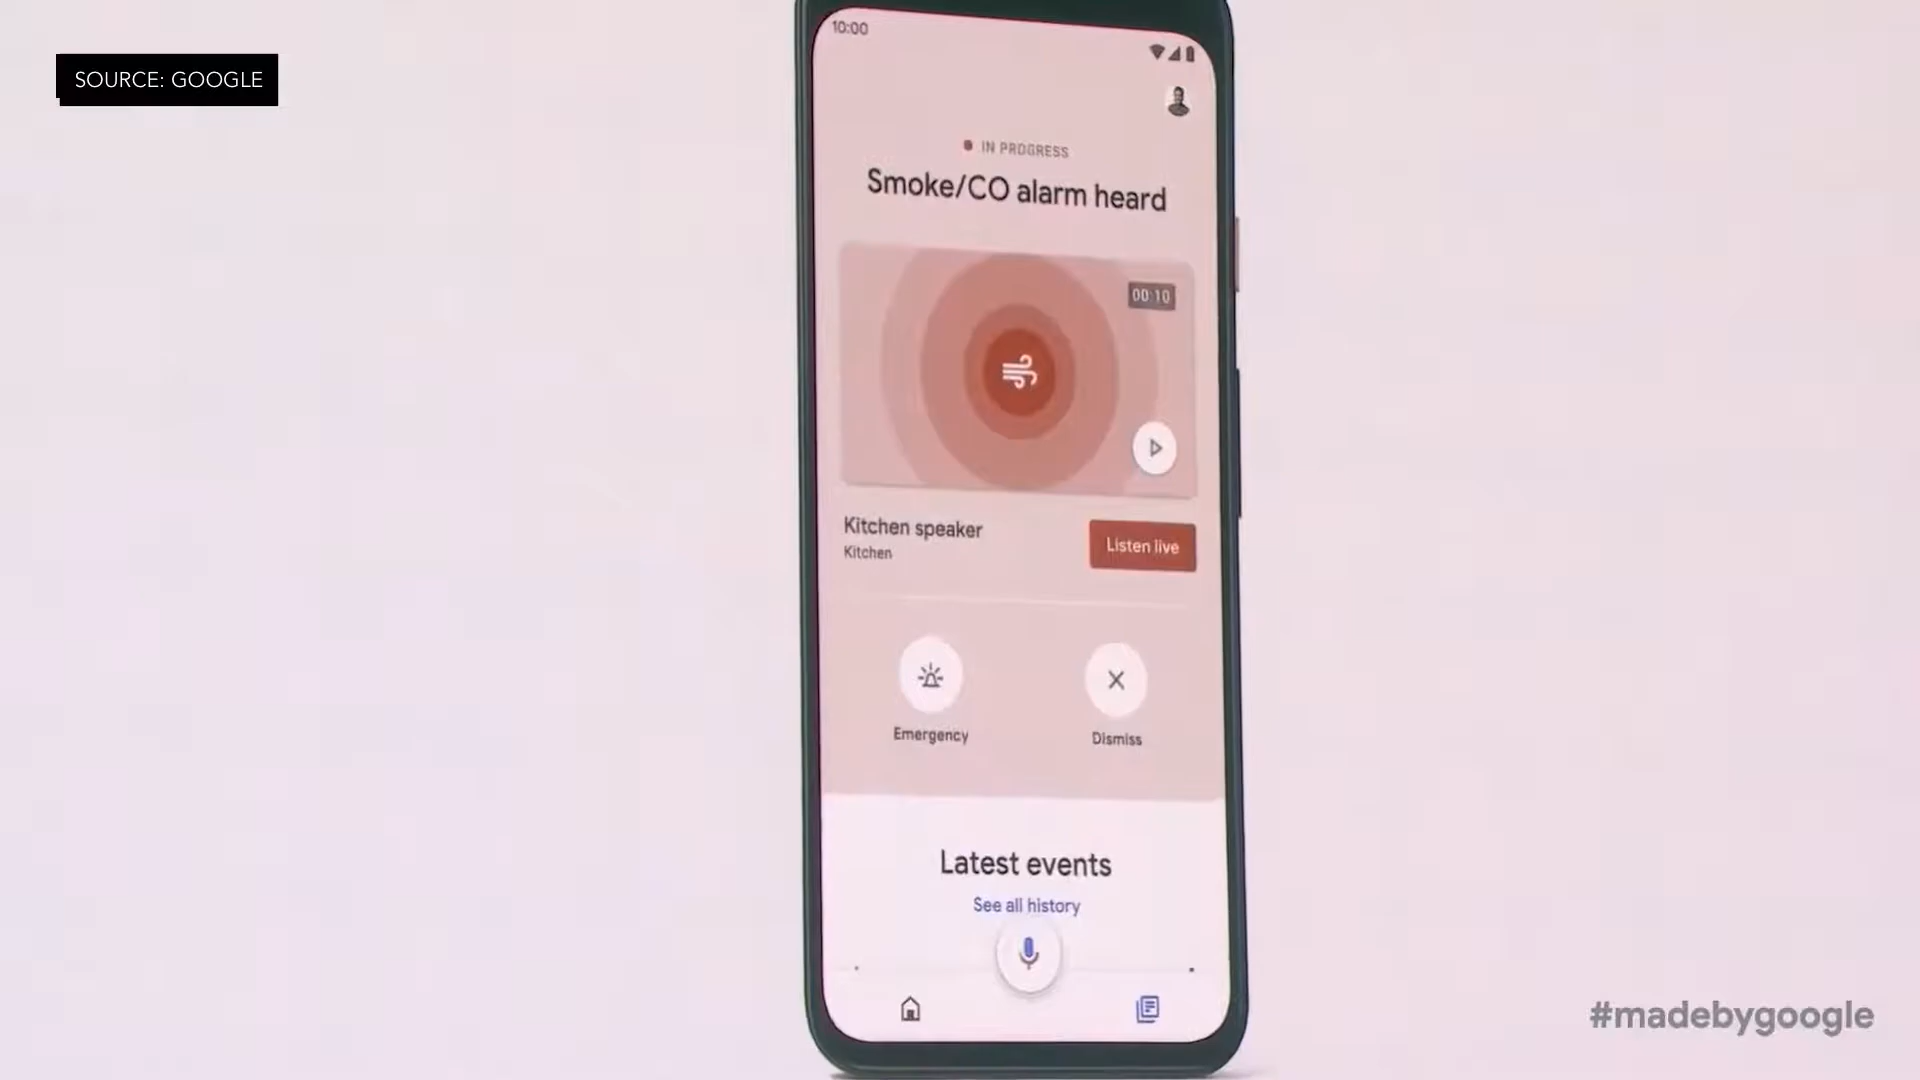 SOURCE: GOOGLE
10:00
IN PROGRESS
Smoke/CO alarm heard
00:10
Kitchen speaker
Kitchen
Listen live
Emergency
Dismiss
Latest events
See all history
#madebygoogle